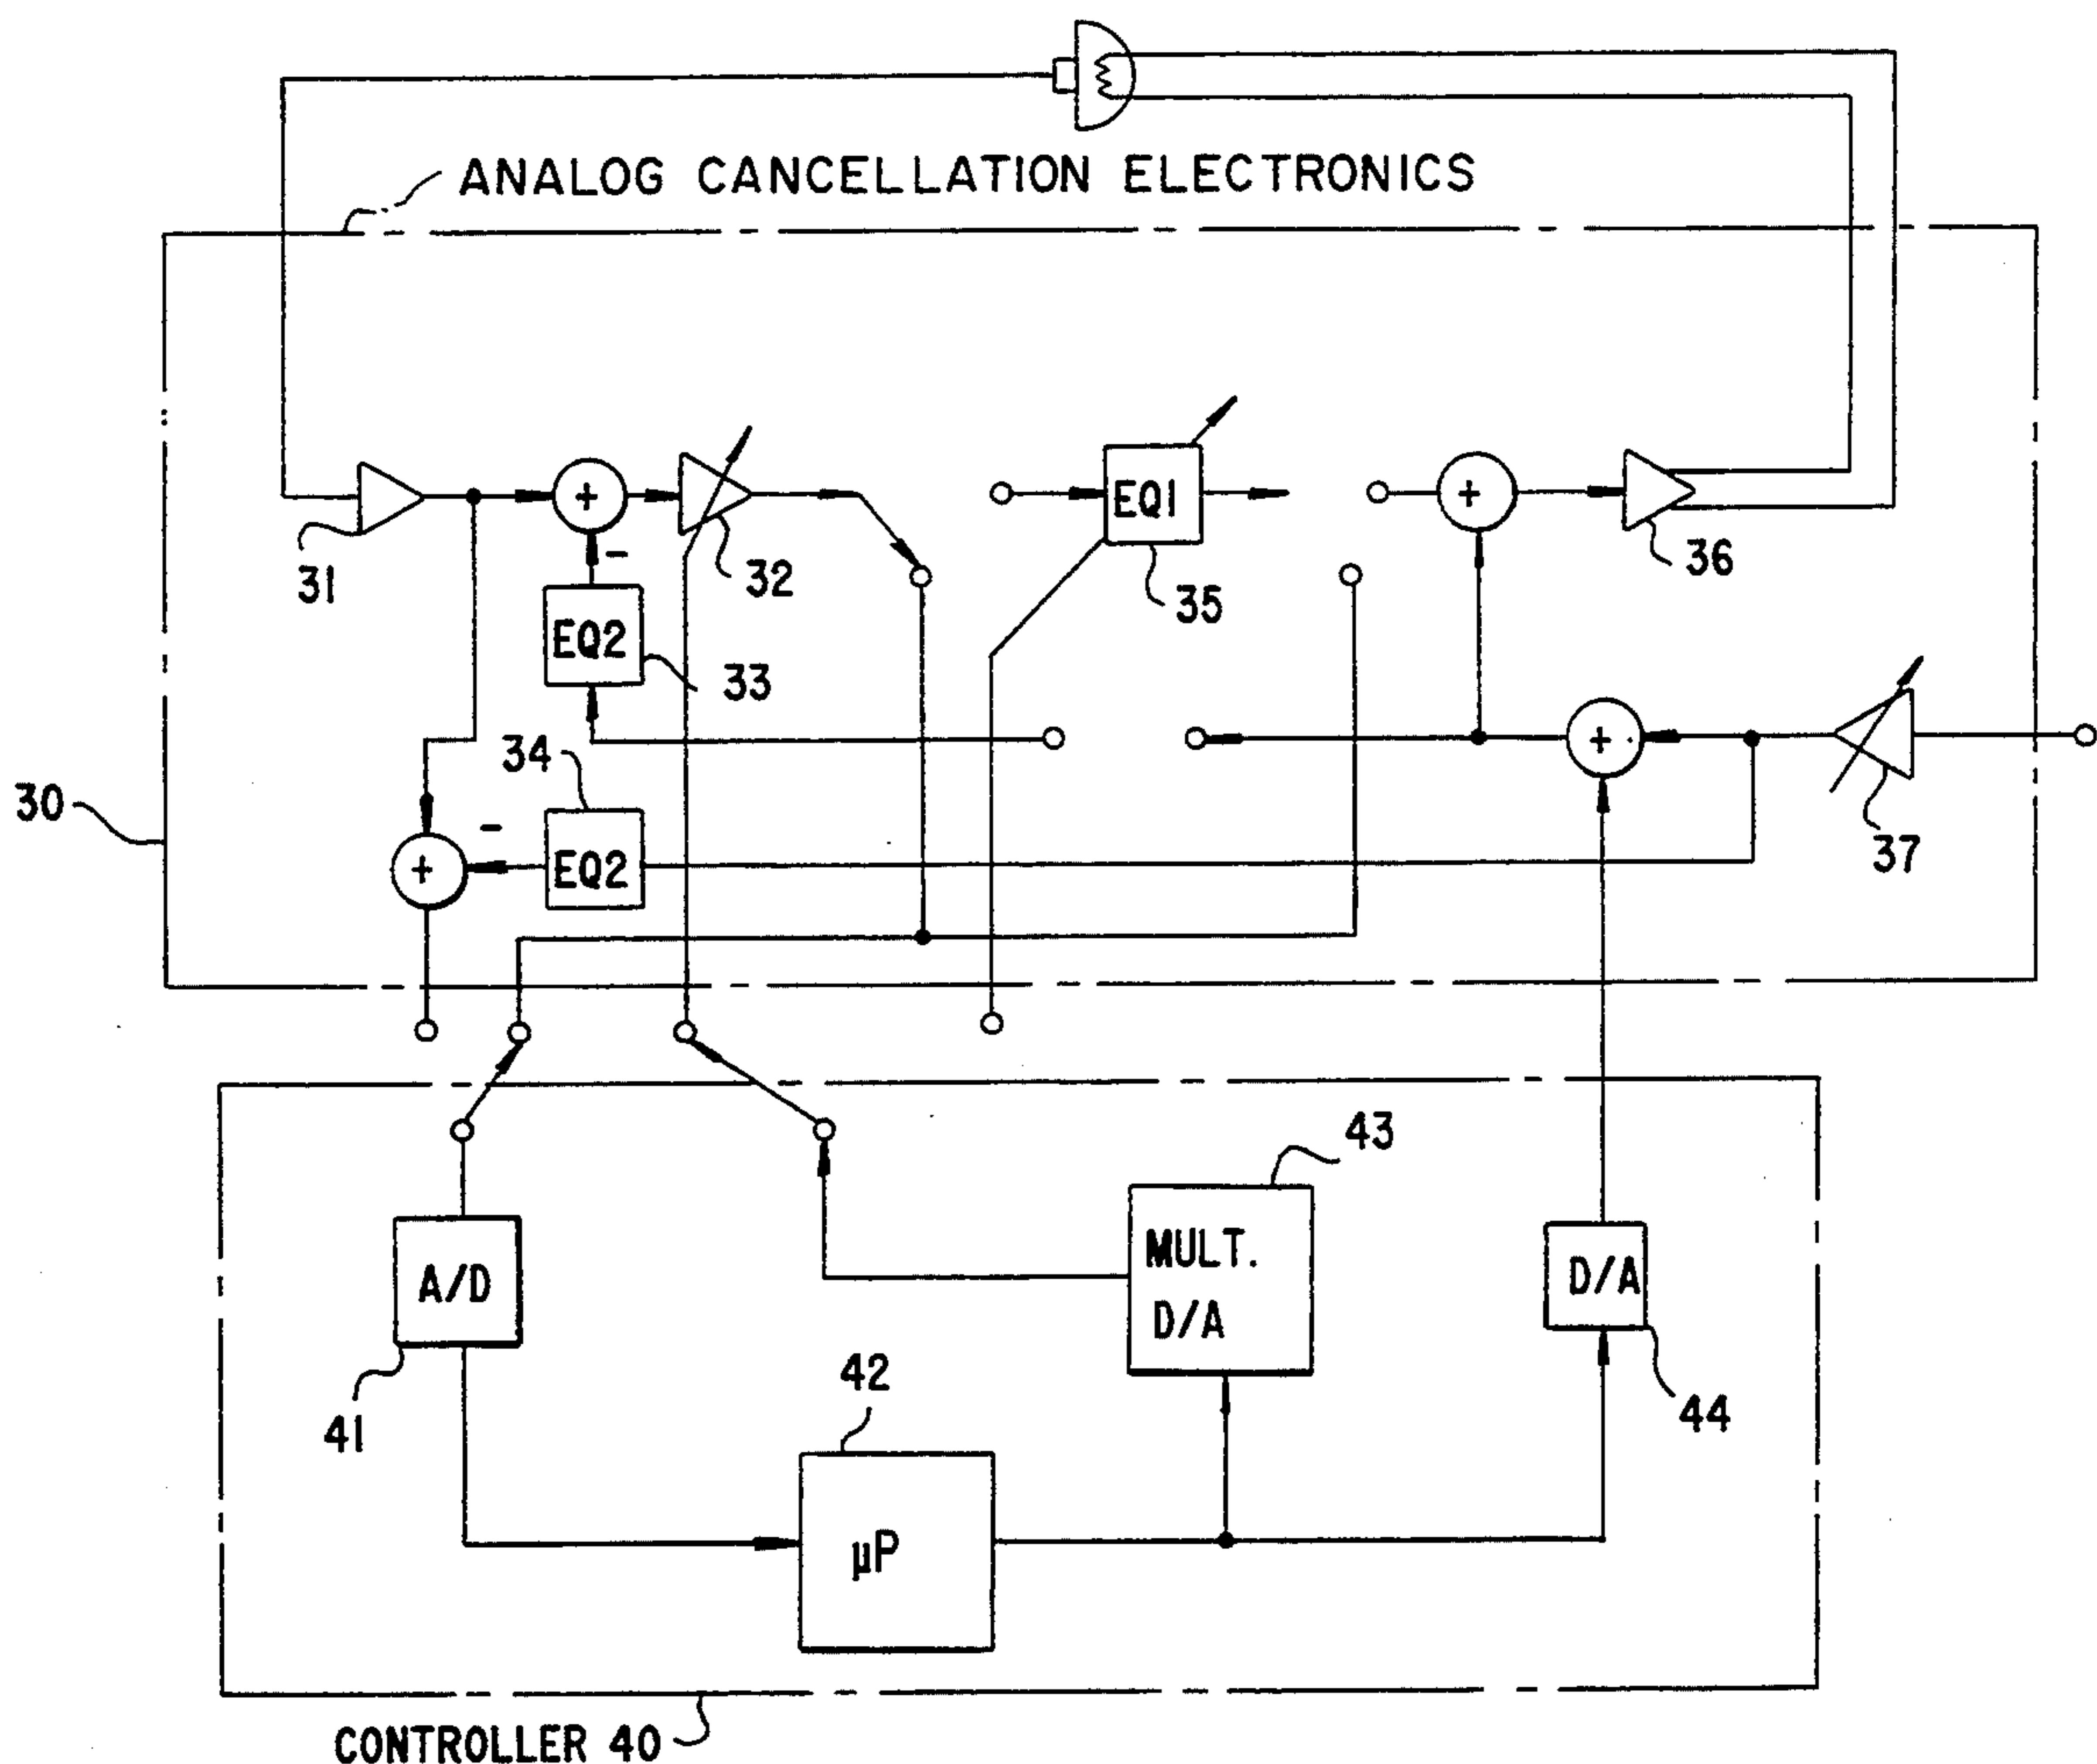 ANALOG CANCELLATION ELECTRONICS
+
EQ1
+
31
-
32
36
35
EQ2
33
34
+
30
-
+
EQ2
37
43
A/D
MULT.
D/A
D/A
41
42
44
μP
CONTROLLER 40